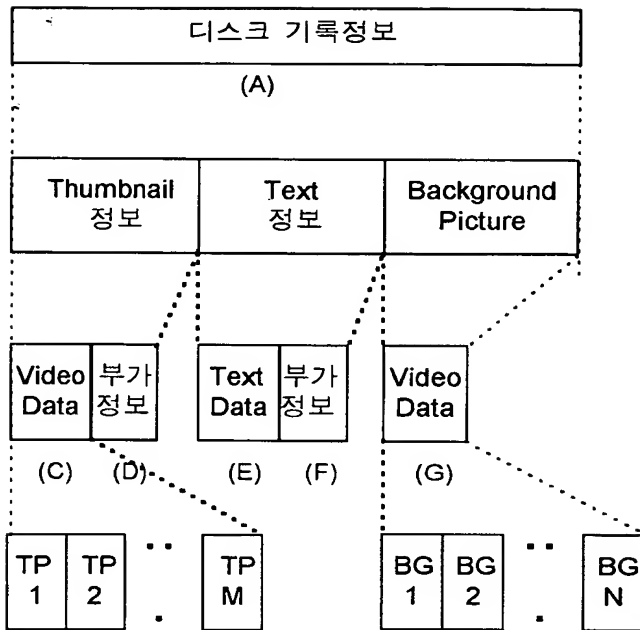 디스크 기록정보
(A)
Thumbnail
정보
Text
정보
Background
Picture
Video
Data
부가
정보
Text
Data
부가
정보
Video
Data
(C)
(D)
(E)
(F)
(G)
TP
1
TP
2
TP
M
BG
1
BG
2
BG
N